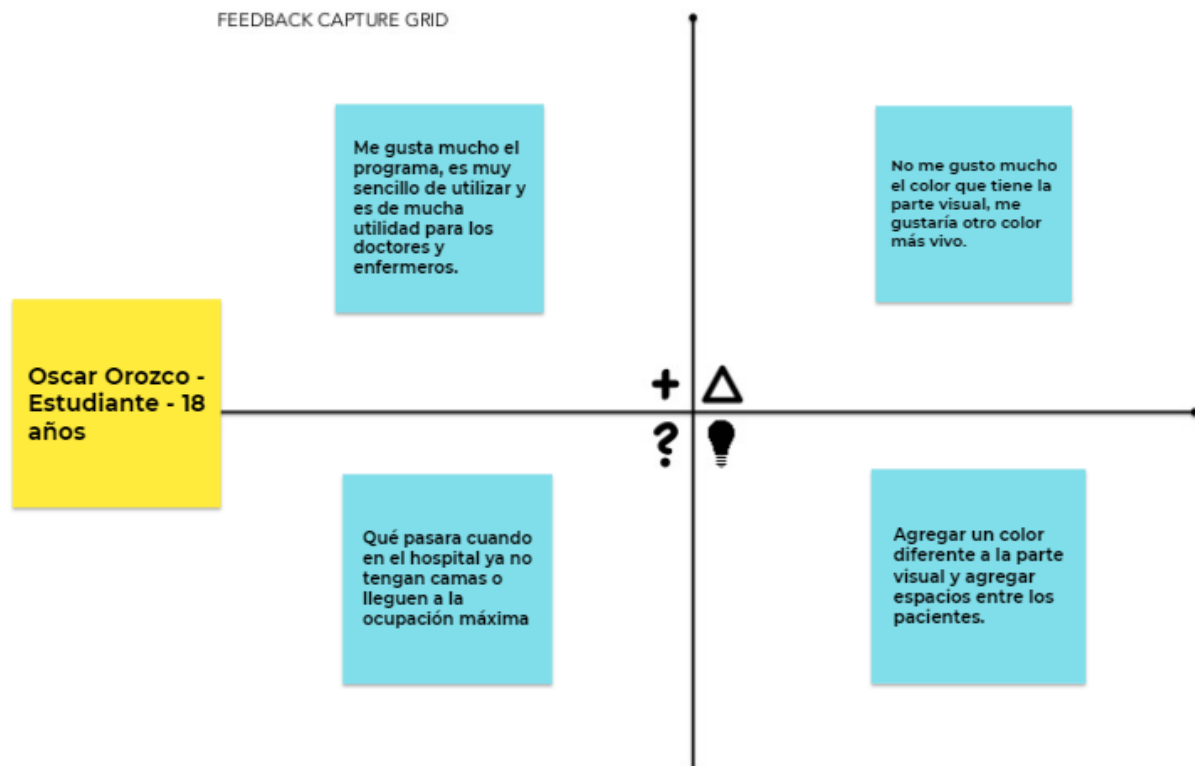 FEEDBACK CAPTURE GRID
Me gusta mucho el
programa, es muy
sencillo de utilizar y
es de mucha
utilidad para los
doctores y
enfermeros.
No me gusto mucho
el color que tiene la
parte visual, me
gustaría otro color
más vivo.
Oscar Orozco -
Estudiante - 18
años
+
?
Qué pasara cuando
en el hospital ya no
tengan camas o
lleguen a la
ocupación máxima
Agregar un color
diferente a la parte
visual y agregar
espacios entre los
pacientes.